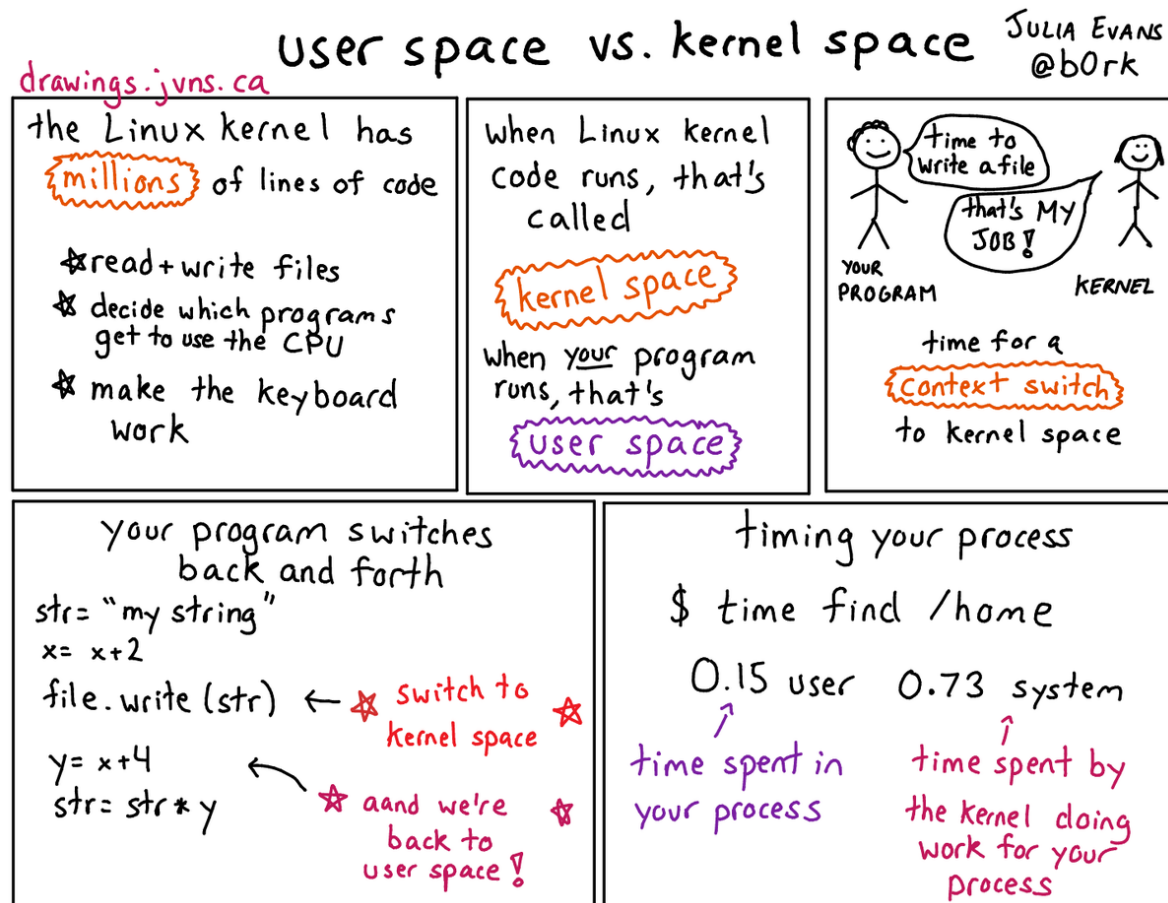 user space vs. kernel space
JULIA EVANS
@b0rk
drawings.jvns.ca
the Linux kernel has
millions of lines of code
☆ read + write files
☆ decide which programs
get to use the CPU
☆ make the keyboard
work
when Linux kernel
code runs, that's
called
kernel space
when your program
runs, that's
user space
time to
write a file
that's MY
JOB!
YOUR
PROGRAM
KERNEL
time for a
context switch
to kernel space
your program switches
back and forth
str= "my string"
x= x+2
file.write(str) ← ☆ switch to ☆
kernel space
y= x+4
str= str * y
☆ aand we're ☆
back to
user space!
timing your process
$ time find /home
0.15 user 0.73 system
time spent in
your process
time spent by
the kernel doing
work for your
process